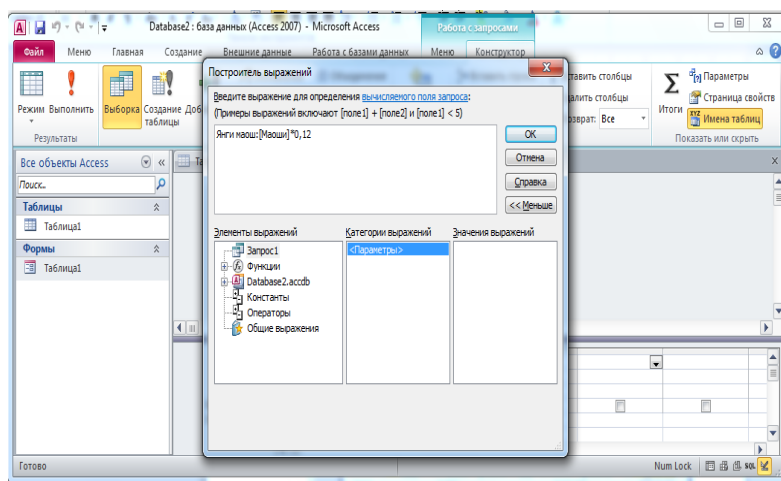 Database2 : база данных (Access 2007) - Microsoft Access
Работа с запросами
Файл Меню Главная Создание Внешние данные Работа с базами данных Меню Конструктор
Режим Выполнить Выборка Создание таблицы
Результаты
ставить столбцы
алить столбцы
озврат: Все
Итоги
Параметры
Страница свойств
Имена таблиц
Показать или скрыть
Все объекты Access
Поиск...
Таблицы
Таблица1
Формы
Таблица1
Построитель выражений
Введите выражение для определения вычисляемого поля запроса:
(Примеры выражений включают [поле1] + [поле2] и [поле1] < 5)
Янги маош:[Маоши]*0,12
ОК
Отмена
Справка
<< Меньше
Элементы выражений Категории выражений Значения выражений
Запрос1
Функции
Database2.accdb
Константы
Операторы
Общие выражения
<Параметры>
Готово
Num Lock
SQL